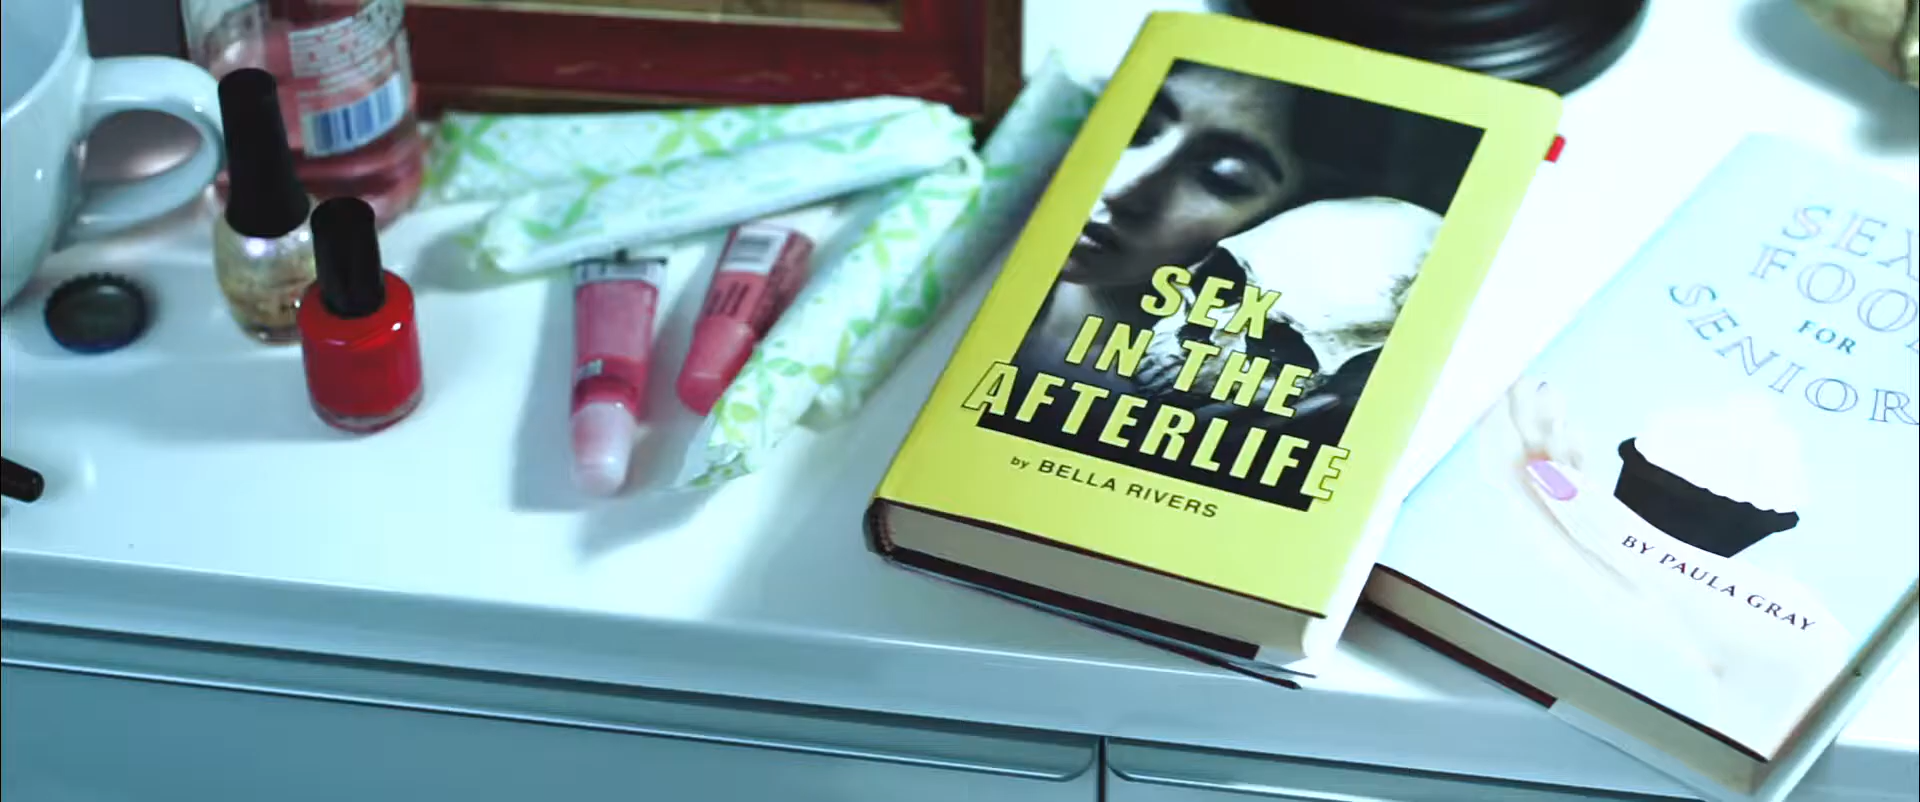 SEX
IN THE
AFTERLIFE
by BELLA RIVERS
FOR
BY PAULA GRAY